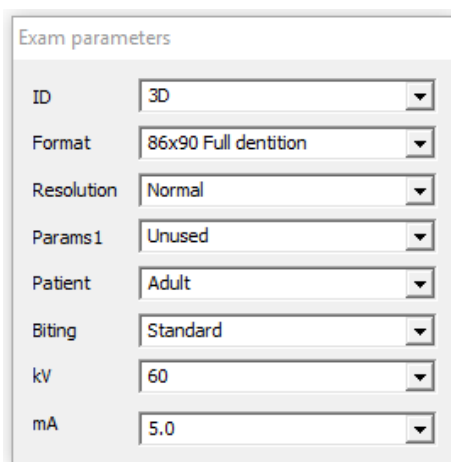 Exam parameters
ID 3D
Format 86x90 Full dentition
Resolution Normal
Params1 Unused
Patient Adult
Biting Standard
kV 60
mA 5.0